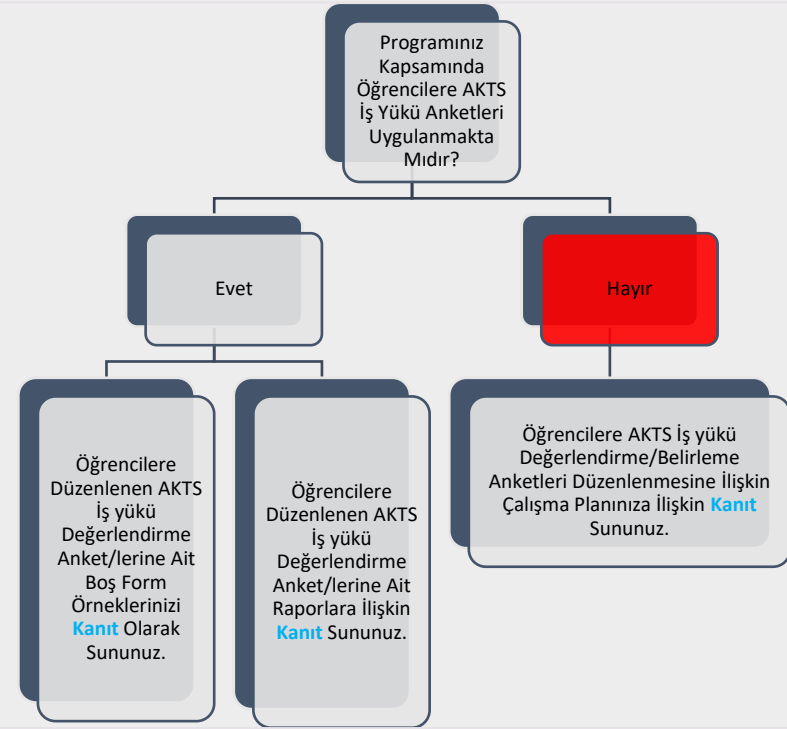 Programınız
Kapsamında
Öğrencilere AKTS
İş Yükü Anketleri
Uygulanmakta
Mıdır?
Evet
Hayır
Öğrencilere
Düzenlenen AKTS
İş yükü
Değerlendirme
Anket/lerine Ait
Boş Form
Örneklerinizi
Kanıt Olarak
Sununuz.
Öğrencilere
Düzenlenen AKTS
İş yükü
Değerlendirme
Anket/lerine Ait
Raporlara İlişkin
Kanıt Sununuz.
Öğrencilere AKTS İş yükü
Değerlendirme/Belirleme
Anketleri Düzenlenmesine İlişkin
Çalışma Planınıza İlişkin Kanıt
Sununuz.